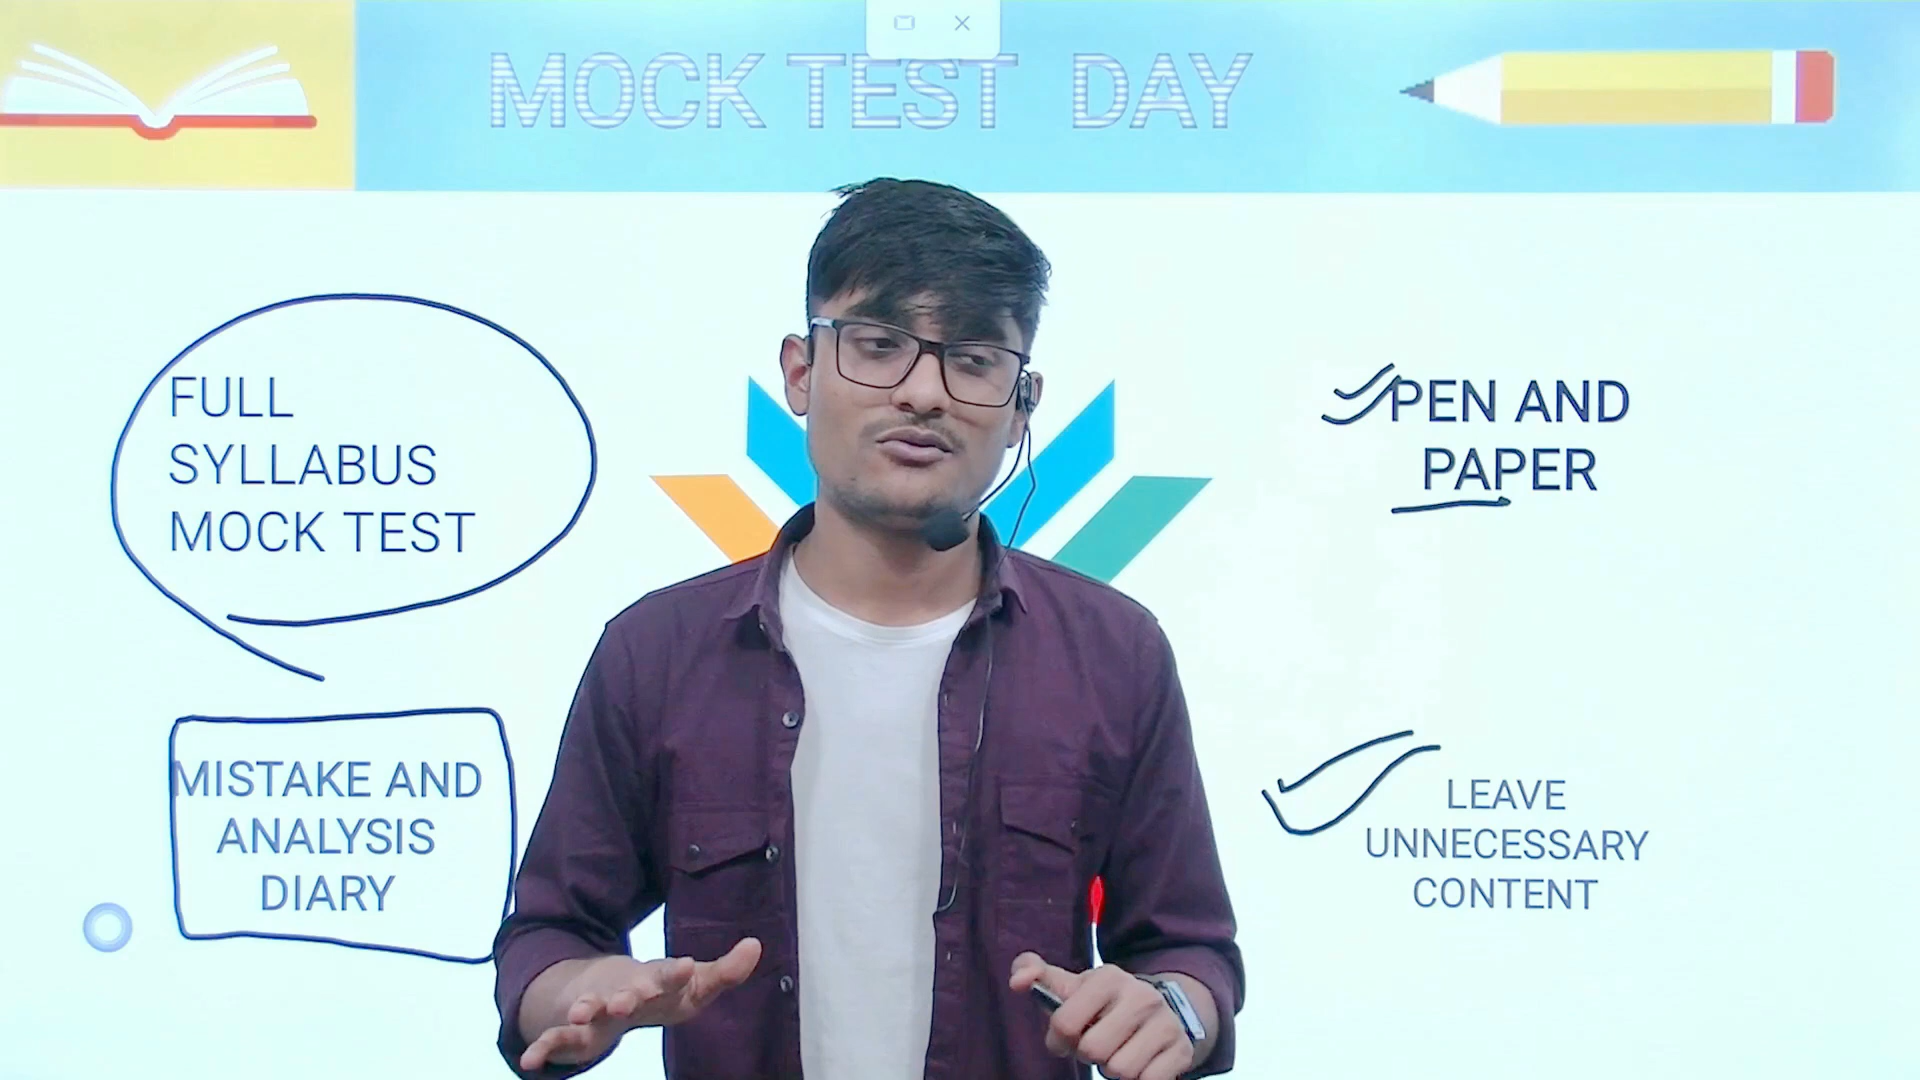 MOCK TEST DAY
FULL
SYLLABUS
MOCK TEST
PEN AND
PAPER
MISTAKE AND
ANALYSIS
DIARY
LEAVE
UNNECESSARY
CONTENT